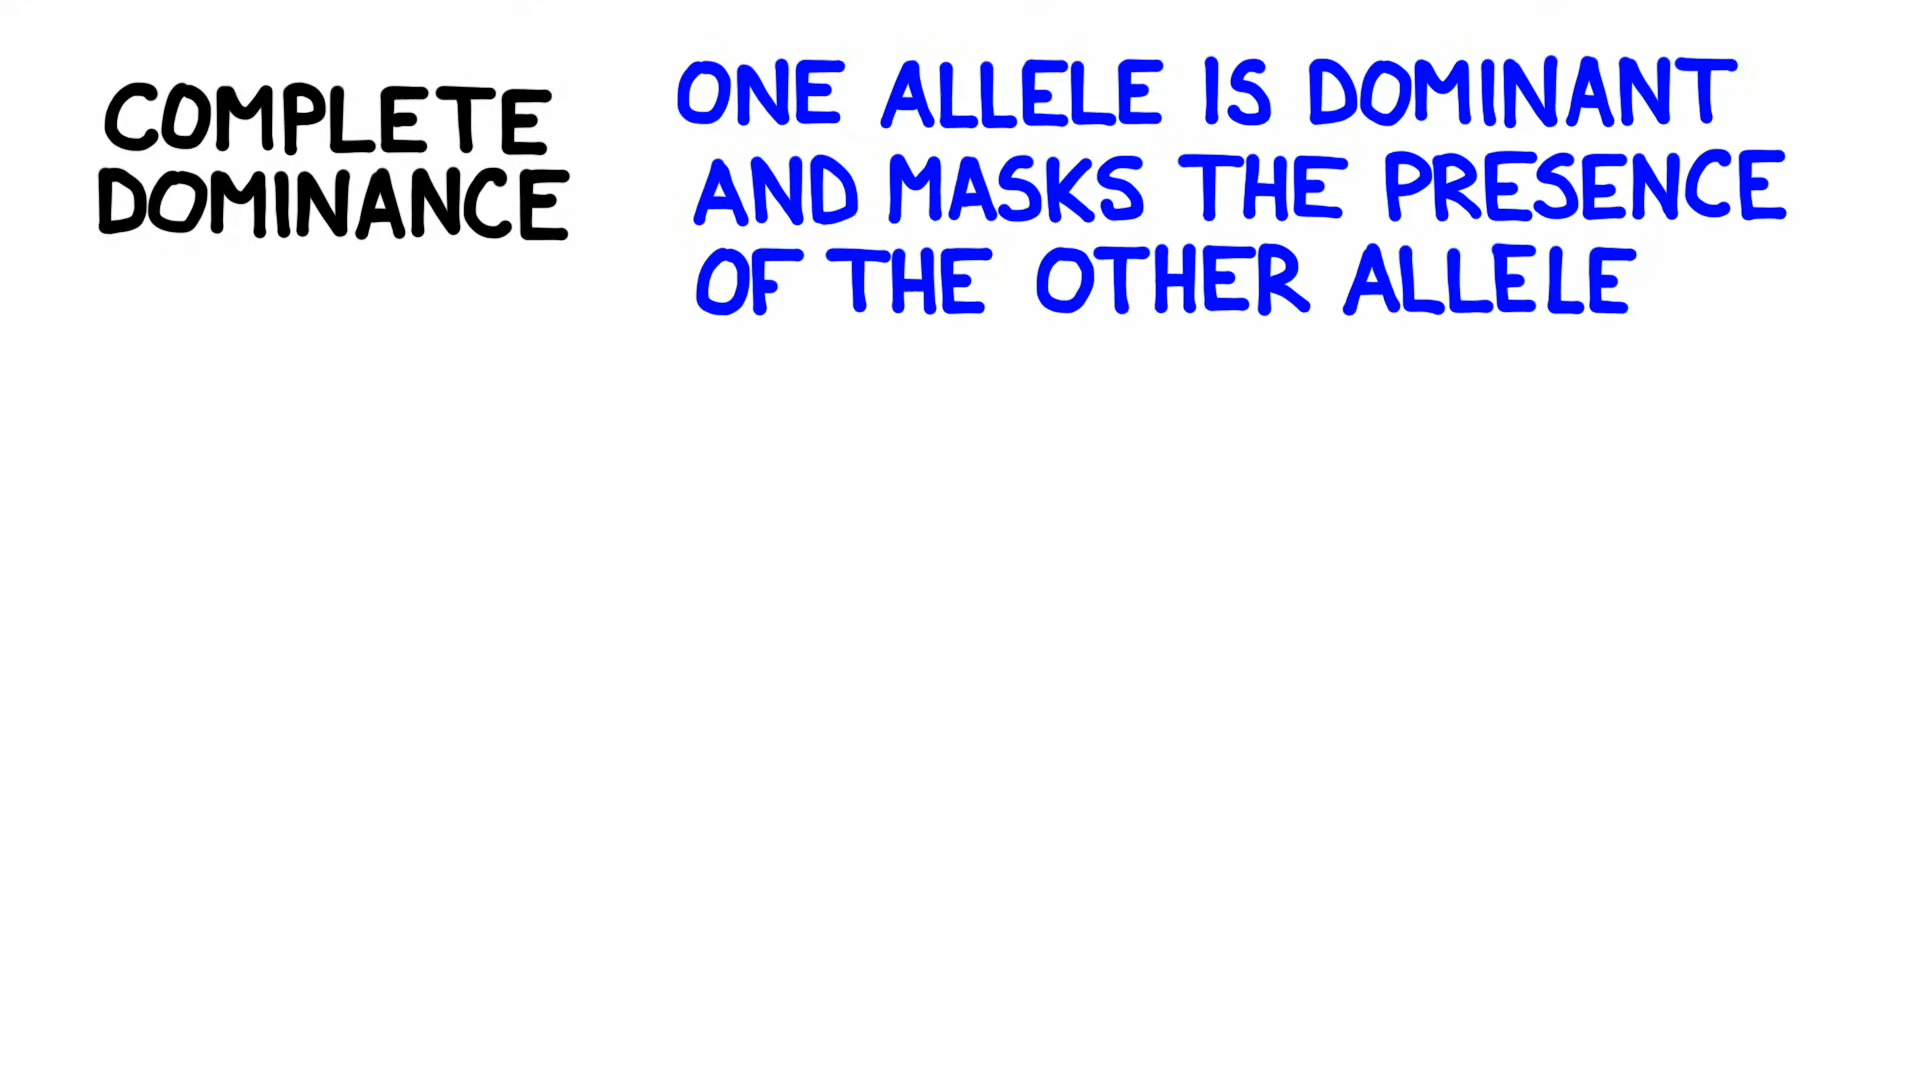 COMPLETE
DOMINANCE
ONE ALLELE IS DOMINANT
AND MASKS THE PRESENCE
OF THE OTHER ALLELE